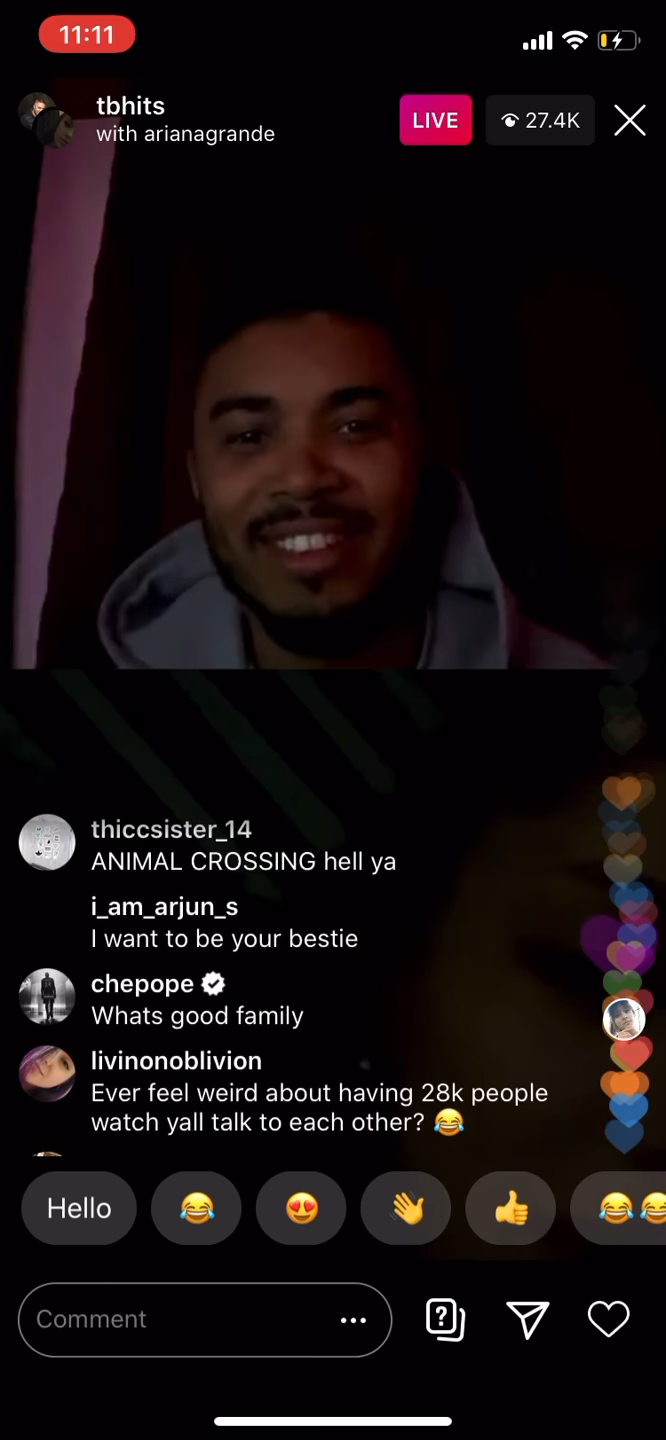 11:11
tbhits
with arianagrande
LIVE
27.4K
thiccsister_14
ANIMAL CROSSING hell ya
i_am_arjun_s
I want to be your bestie
chepope
Whats good family
livinonoblivion
Ever feel weird about having 28k people
watch yall talk to each other? 😂
Hello
😂
😍
👋
👍
😂😂
Comment